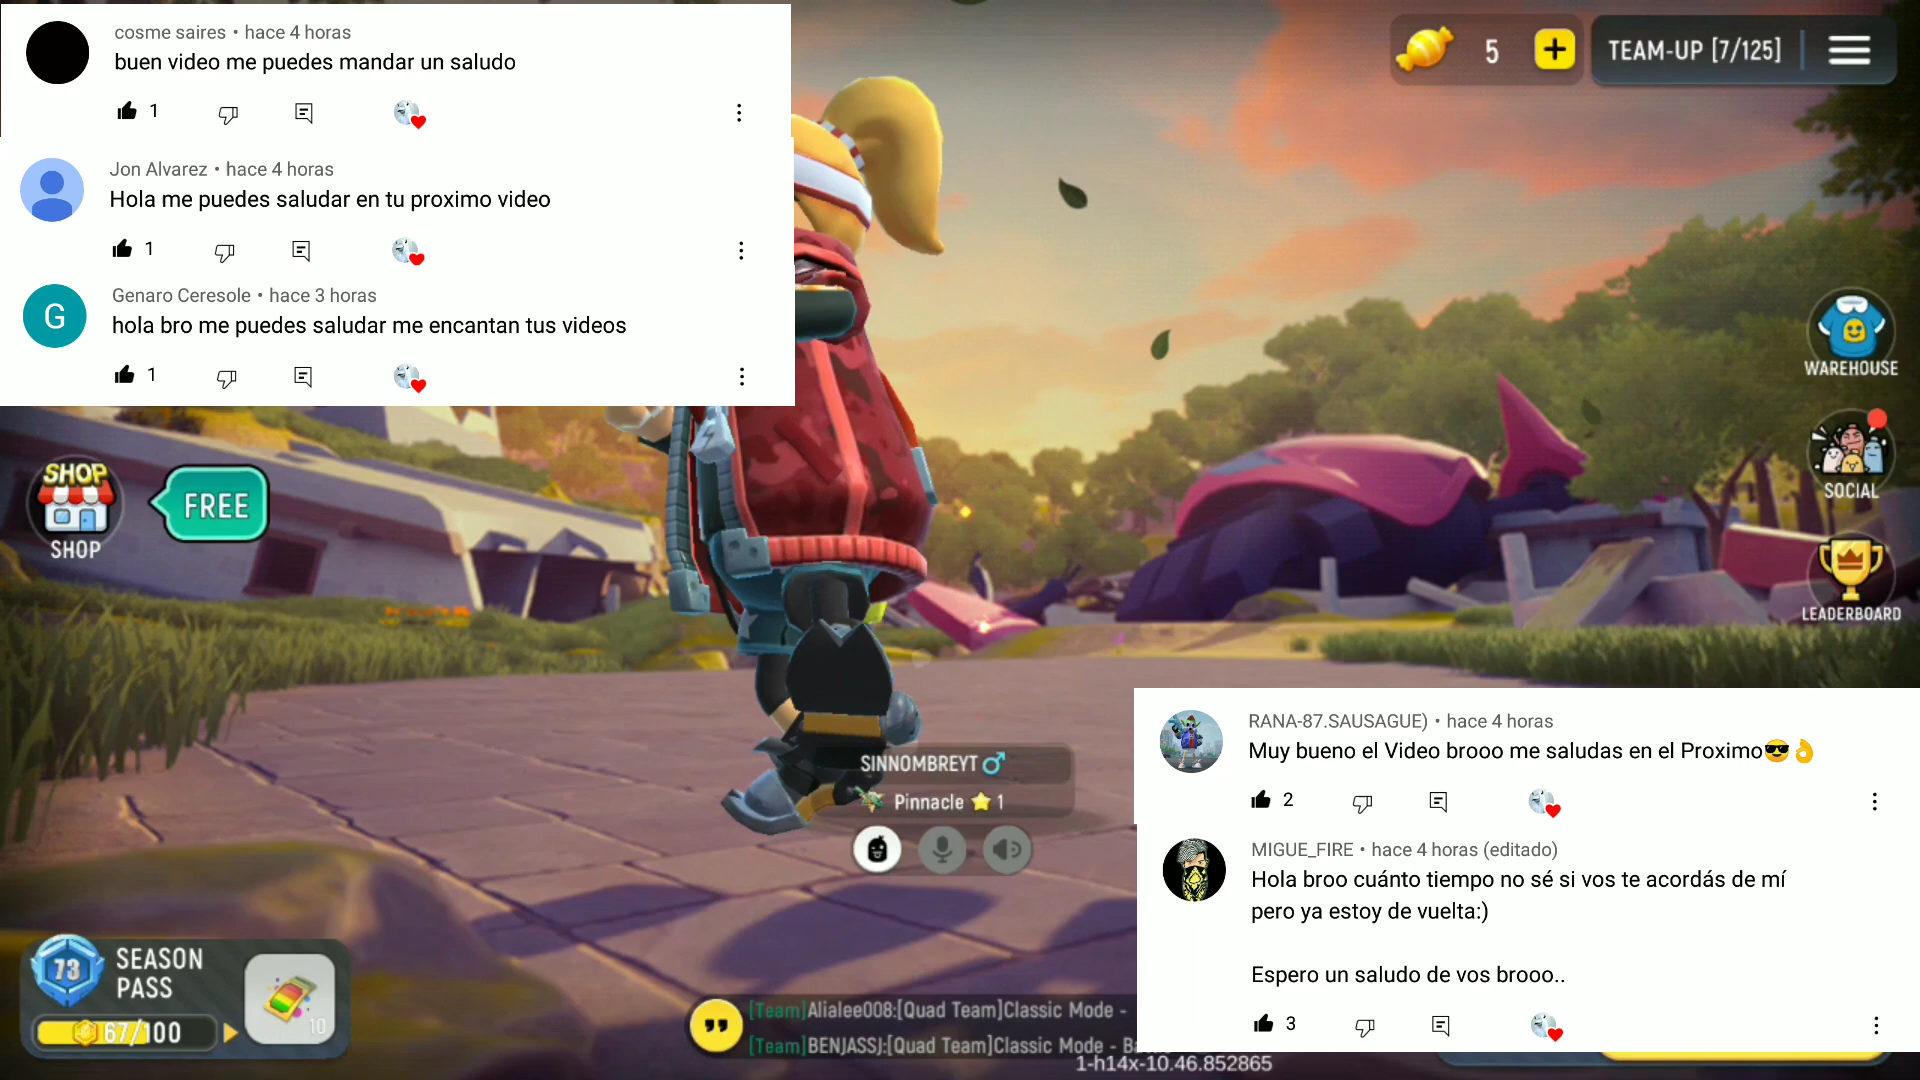 cosme saires • hace 4 horas
buen video me puedes mandar un saludo
1
Jon Alvarez • hace 4 horas
Hola me puedes saludar en tu proximo video
1
G
Genaro Ceresole • hace 3 horas
hola bro me puedes saludar me encantan tus videos
1
5
TEAM-UP [7/125]
WAREHOUSE
SOCIAL
LEADERBOARD
SHOP
SHOP
FREE
SINNOMBREYT
Pinnacle 1
RANA-87.SAUSAGUE) • hace 4 horas
Muy bueno el Video brooo me saludas en el Proximo😎👌
2
MIGUE_FIRE • hace 4 horas (editado)
Hola broo cuánto tiempo no sé si vos te acordás de mí
pero ya estoy de vuelta:)
Espero un saludo de vos brooo..
3
73
SEASON
PASS
67/100
10
[Team]Alialee008:[Quad Team]Classic Mode -
[Team]BENJASSJ:[Quad Team]Classic Mode -
1-h14x-10.46.852865